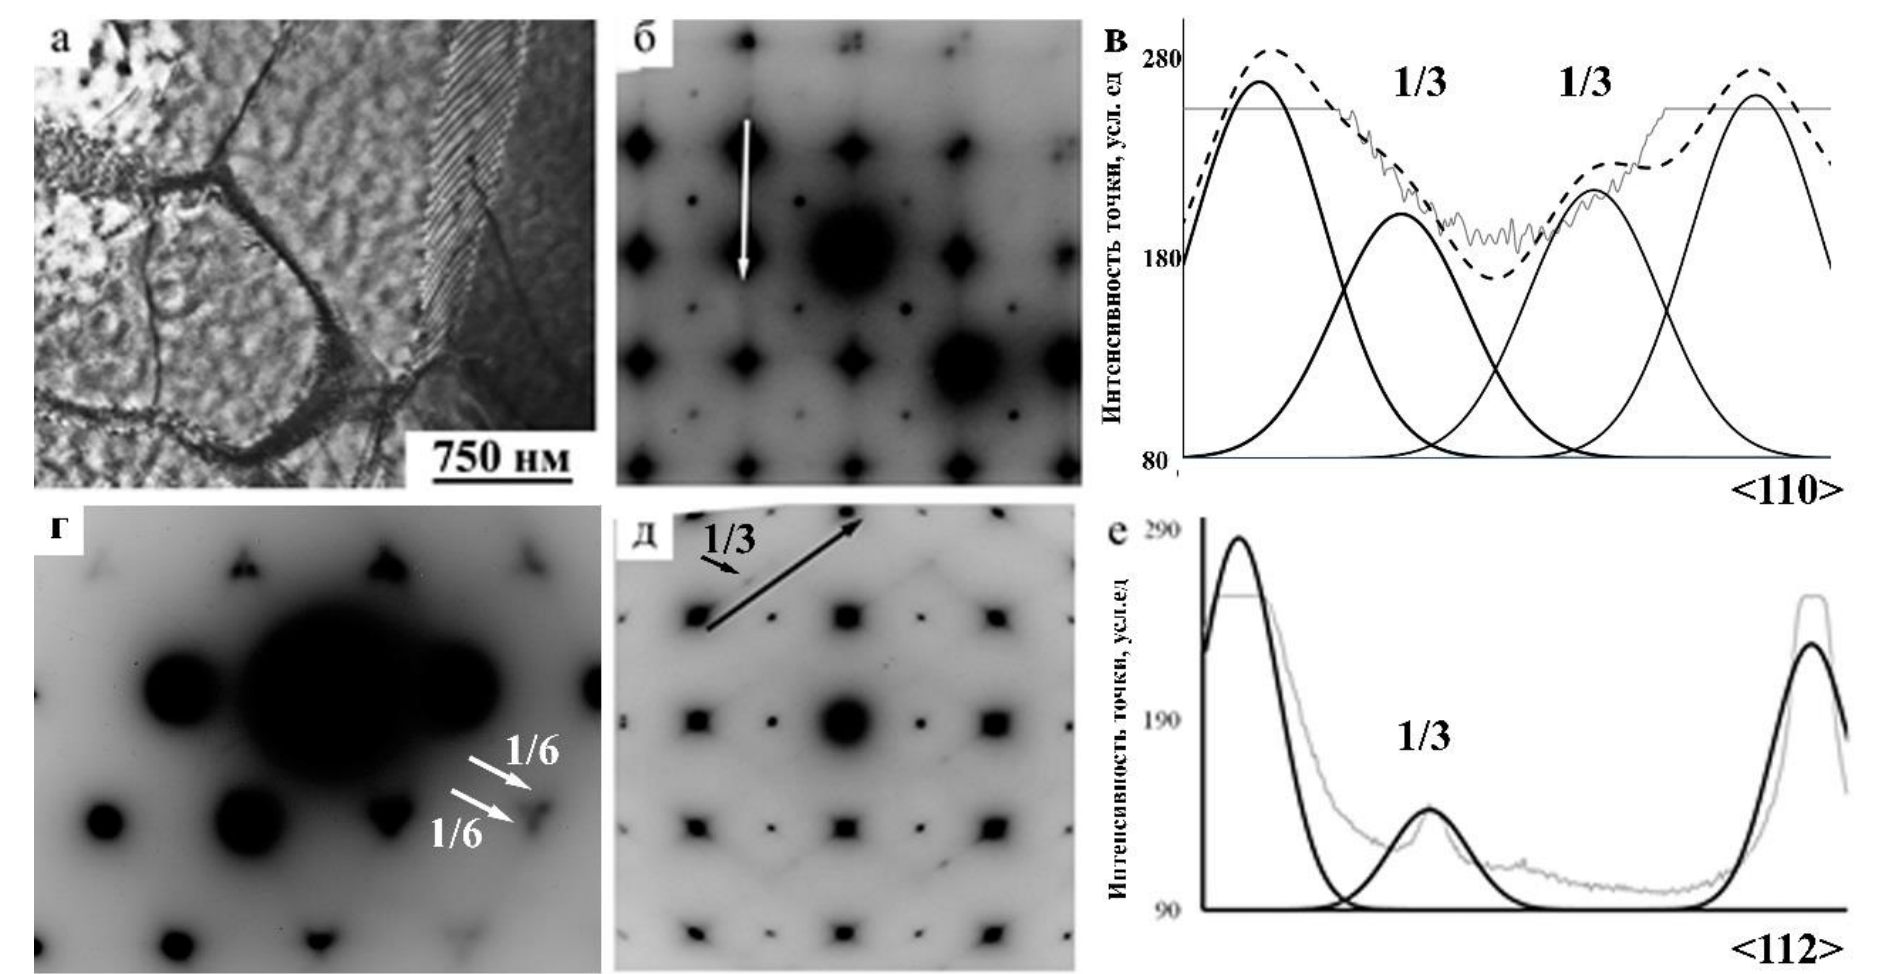 а
750 нм
б
в
Интенсивность точки, усл. ед
280
180
80
1/3
1/3
<110>
г
1/6
1/6
д
1/3
е
Интенсивность точки, усл.ед
290
190
90
1/3
<112>